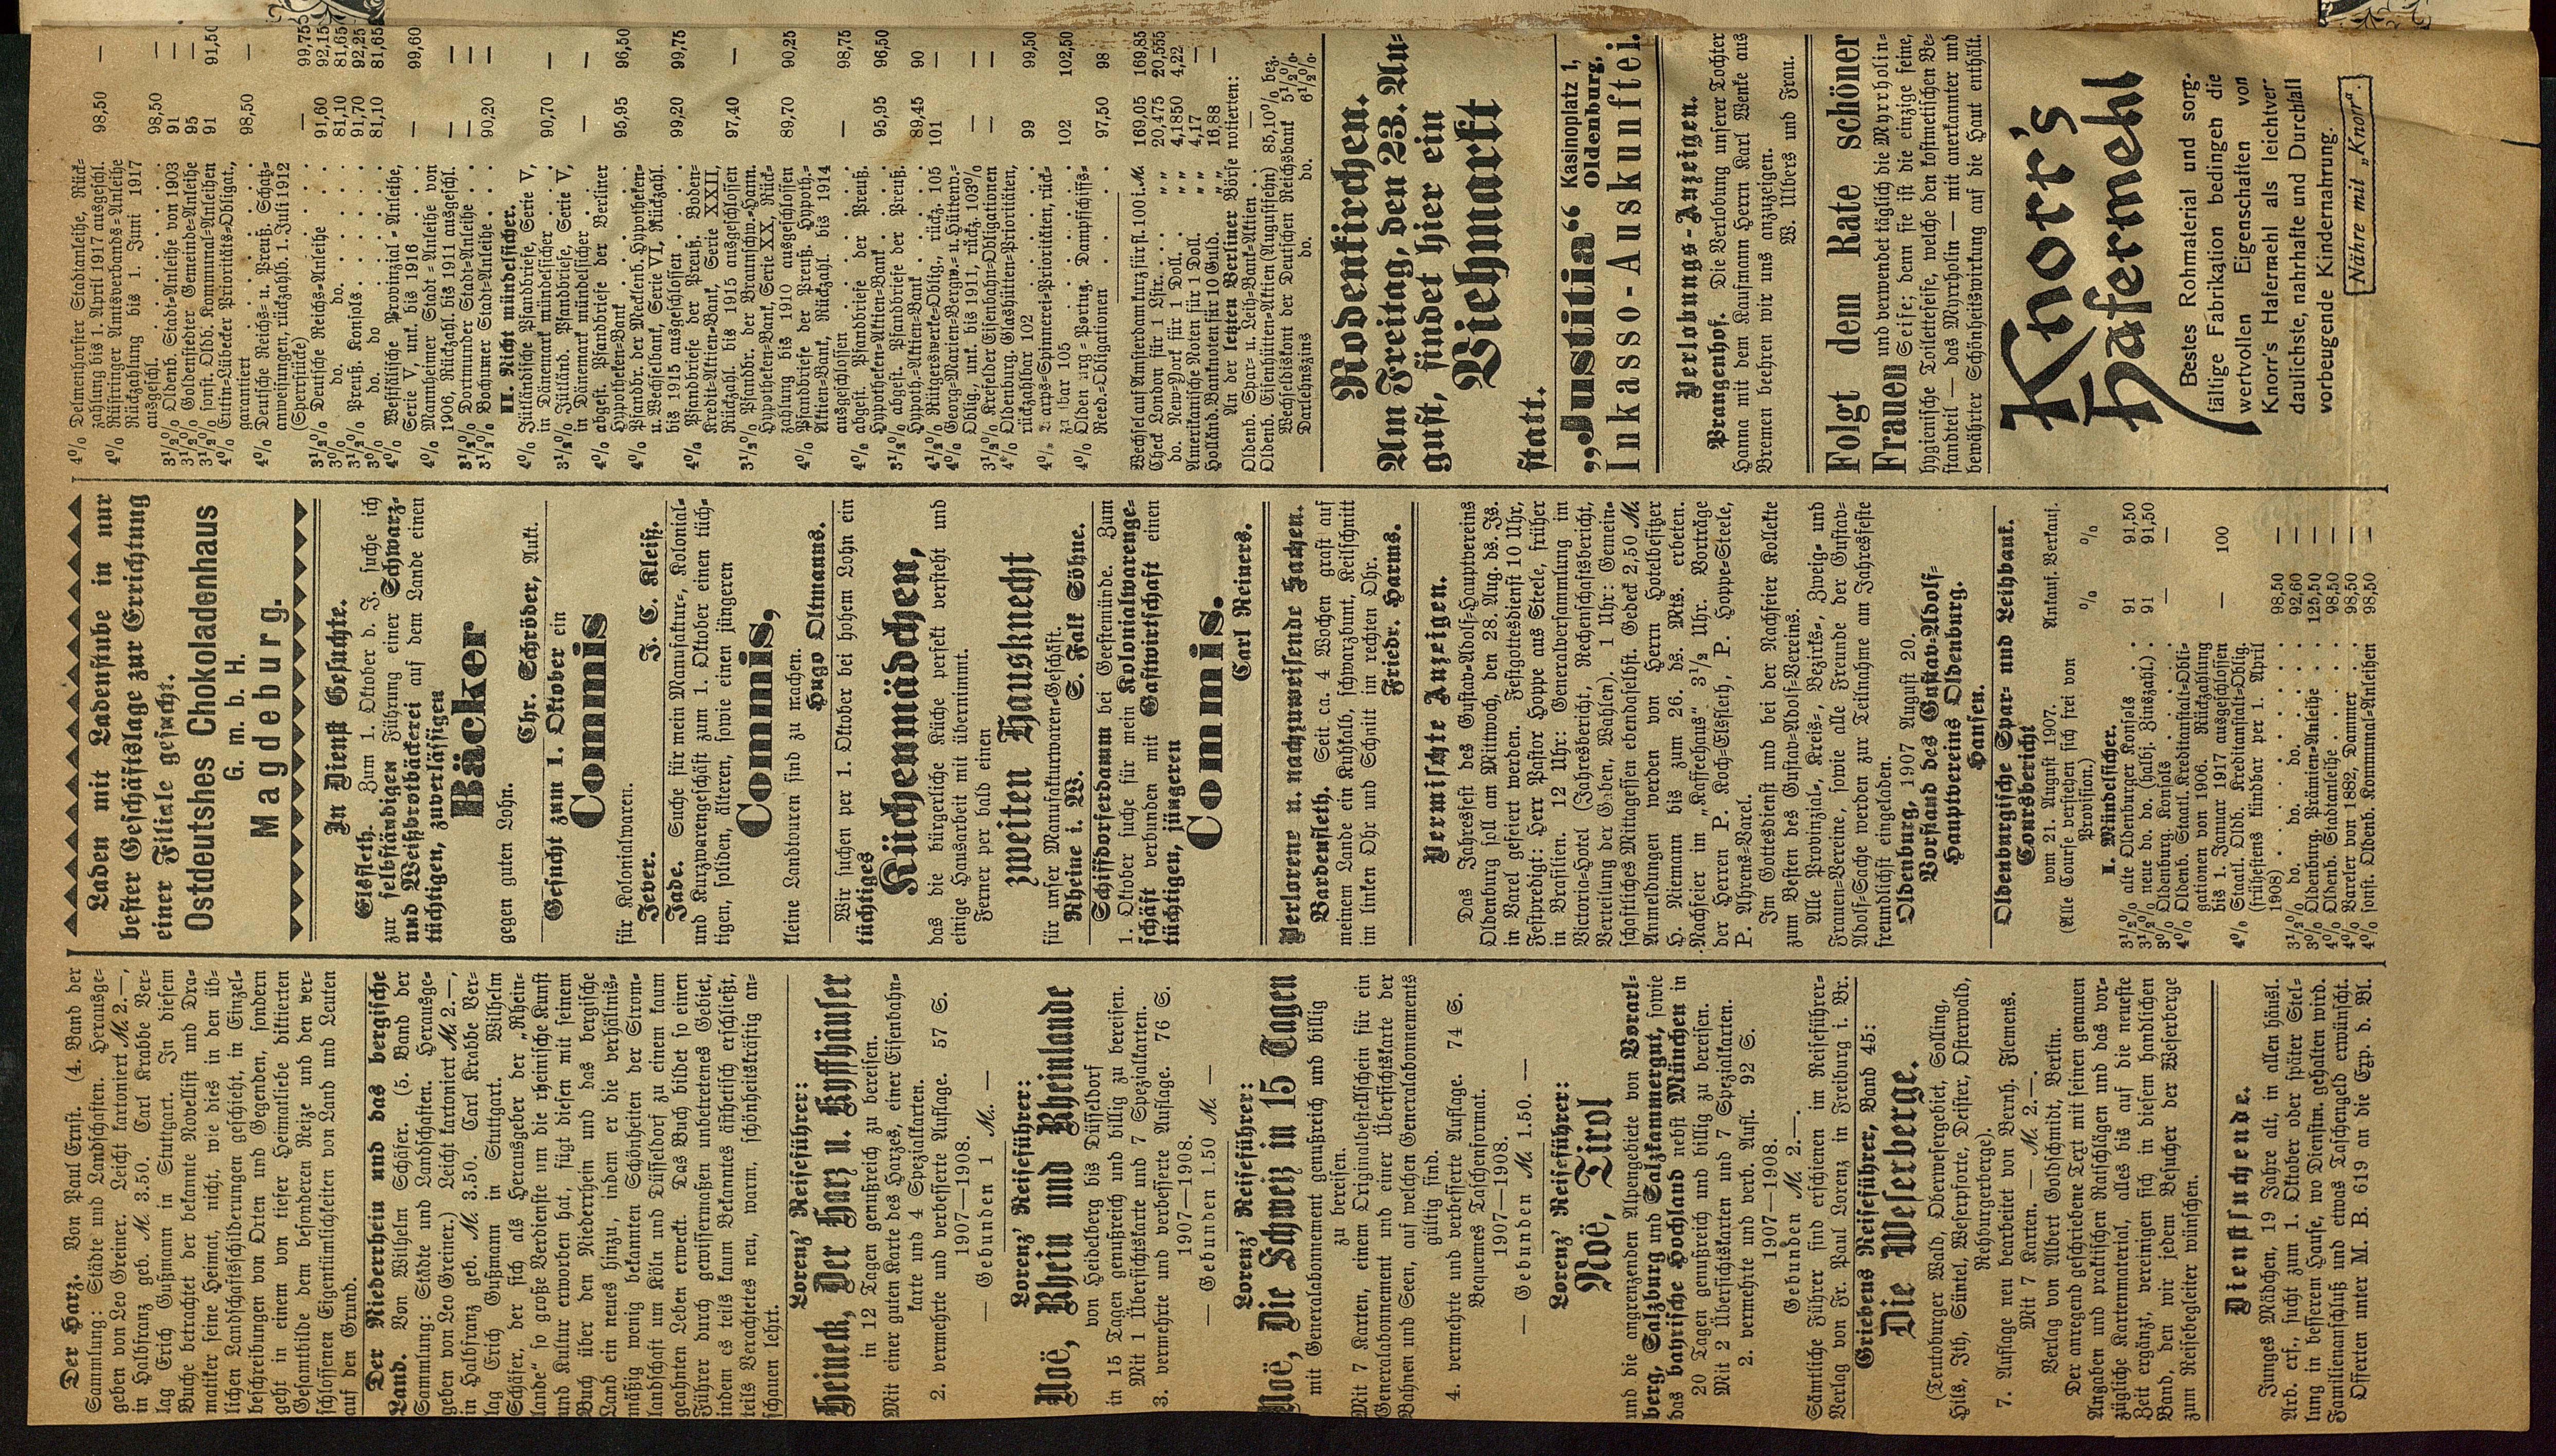 Der Harz. Von Paul Ernst. (4. Band der
Sammlung: Städte und Landschaften. Herausge-
geben von Leo Greiner. Leicht kartoniert M. 2.—,
in Halbfranz geb. M. 3.50. Carl Krabbe Ver-
lag Erich Gußmann in Stuttgart. In diesem
Buche betrachtet der bekannte Novellist und Dra-
matiker seine Heimat, nicht, wie dies in den üb-
lichen Landschaftsschilderungen geschieht, in Einzel-
beschreibungen von Orten und Gegenden, sondern
geht in einem von tiefer Heimatliebe diktierten
Gesamtbilde dem besonderen Reize und den ver-
schlossenen Eigentümlichkeiten von Land und Leuten
auf den Grund.
Der Niederrhein und das bergische
Land. Von Wilhelm Schäfer. (5. Band der
Sammlung: Städte und Landschaften. Herausge-
geben von Leo Greiner.) Leicht kartoniert M. 2.—,
in Halbfranz geb. M. 3.50. Carl Krabbe Ver-
lag Erich Gußmann in Stuttgart. Wilhelm
Schäfer, der sich als Herausgeber der „Rhein-
lande“ so große Verdienste um die rheinische Kunst
und Kultur erworben hat, fügt diesen mit seinem
Buch über den Niederrhein und das bergische
Land ein neues hinzu, indem er die verhältnis-
mäßig wenig bekannten Schönheiten der Strom-
landschaft um Köln und Düsseldorf zu einem kaum
geahnten Leben erweckt. Das Buch bildet so einen
Führer durch gewissermaßen unbetretenes Gebiet,
indem es teils kaum Bekanntes ästhetisch erschließt,
teils Verachtetes neu, warm, schönheitskräftig an-
schauen lehrt.
Lorenz’ Reiseführer:
Heineck, Der Harz u. Kyffhäuser
in 12 Tagen genußreich zu bereisen.
Mit einer guten Karte des Harzes, einer Eisenbahn-
karte und 4 Spezialkarten.
2. vermehrte und verbesserte Auflage. 57 S.
1907—1908.
— Gebunden 1 M. —
Lorenz’ Reiseführer:
Noë, Rhein und Rheinlande
von Heidelberg bis Düsseldorf
in 15 Tagen genußreich und billig zu bereisen.
Mit 1 Übersichtskarte und 7 Spezialkarten.
3. vermehrte und verbesserte Auflage. 76 S.
1907—1908.
— Gebunden 1.50 M. —
Lorenz’ Reiseführer:
Noë, Die Schweiz in 15 Tagen
mit Generalabonnement genußreich und billig
zu bereisen.
Mit 7 Karten, einem Originalbestellschein für ein
Generalabonnement und einer Übersichtskarte der
Bahnen und Seen, auf welchen Generalabonnements
gültig sind.
4. vermehrte und verbesserte Auflage. 74 S.
Bequemes Taschenformat.
1907—1908.
— Gebunden M. 1.50. —
Lorenz’ Reiseführer:
Noë, Tirol
und die angrenzenden Alpengebiete von Vorarl-
berg, Salzburg und Salzkammergut, sowie
das bayrische Hochland nebst München in
20 Tagen genußreich und billig zu bereisen.
Mit 2 Übersichtskarten und 7 Spezialkarten.
2. vermehrte und verb. Aufl. 92 S.
1907—1908.
Gebunden M. 2.—.
Sämtliche Führer sind erschienen im Reiseführer-
Verlag von Fr. Paul Lorenz in Freiburg i. Br.
Griebens Reiseführer, Band 45:
Die Weserberge.
(Teutoburger Wald, Oberwesergebiet, Solling,
Hils, Ith, Süntel, Weserpforte, Deister, Osterwald,
Rehburgerberge).
7. Auflage neu bearbeitet von Bernh. Flemens.
Mit 7 Karten. — M. 2.—.
Verlag von Albert Goldschmidt, Berlin.
Der anregend geschriebene Text mit seinen genauen
Angaben und praktischen Ratschlägen und das vor-
zügliche Kartenmaterial, alles bis auf die neueste
Zeit ergänzt, vereinigen sich in diesem handlichen
Band, den wir jedem Besucher der Weserberge
zum Reisebegleiter wünschen.
Dienstsuchende.
Junges Mädchen, 19 Jahre alt, in allen häusl.
Arb. erf., sucht zum 1. Oktober oder später Stel-
lung in besserem Hause, wo Dienstm. gehalten wird.
Familienanschluß und etwas Taschengeld erwünscht.
Offerten unter M. B. 619 an die Exp. d. Bl.
Laden mit Ladenstube in nur
bester Geschäftslage zur Errichtung
einer Filiale gesucht.
Ostdeutshes Chokoladenhaus
G. m. b. H.
Magdeburg.
In Dienst Gesuchte.
Elsfleth. Zum 1. Oktober d. J. suche ich
zur selbständigen Führung einer Schwarz-
und Weißbrotbäckerei auf dem Lande einen
tüchtigen, zuverlässigen
Bäcker
gegen guten Lohn.
Chr. Schröder, Aukt.
Gesucht zum 1. Oktober ein
Commis
für Kolonialwaren.
Jever. J. C. Kleiß.
Jade. Suche für mein Manufaktur-, Kolonial-
und Kurzwarengeschäft zum 1. Oktober einen tüch-
tigen, soliden, älteren, sowie einen jüngeren
Commis,
kleine Landtouren sind zu machen.
Hugo Oltmanns.
Wir suchen per 1. Oktober bei hohem Lohn ein
tüchtiges
Küchenmädchen,
das die bürgerliche Küche perfekt versteht und
einige Hausarbeit mit übernimmt.
Ferner per bald einen
zweiten Hausknecht
für unser Manufakturwaren-Geschäft.
Rheine i. W. S. Falk Söhne.
Schiffdorferdamm bei Geestemünde. Zum
1. Oktober suche für mein Kolonialwarenge-
schäft verbunden mit Gastwirtschaft einen
tüchtigen, jüngeren
Commis.
Carl Reiners.
Verlorene u. nachzuweisende Sachen.
Bardenfleth. Seit ca. 4 Wochen graft auf
meinem Lande ein Kuhkalb, schwarzbunt, Keilschnitt
im linken Ohr und Schnitt im rechten Ohr.
Friedr. Harms.
Vermischte Anzeigen.
Das Jahresfest des Gustav-Adolf-Hauptvereins
Oldenburg soll am Mittwoch, den 28. Aug. ds. Js.
in Varel gefeiert werden. Festgottesdienst 10 Uhr,
Festpredigt: Herr Pastor Hoppe aus Steele, früher
in Brasilien. 12 Uhr: Generalversammlung im
Victoria-Hotel (Jahresbericht, Rechenschaftsbericht,
Verteilung der Gaben, Wahlen). 1 Uhr: Gemein-
schaftliches Mittagessen ebendaselbst. Gedeck 2,50 M.
Anmeldungen werden von Herrn Hotelbesitzer
H. Niemann bis zum 26. ds. Mts. erbeten.
Nachfeier im „Kaffeehaus“ 3½ Uhr. Vorträge
der Herren P. Koch-Elsfleth, P. Hoppe-Steele,
P. Ahrens-Varel.
Im Gottesdienst und bei der Nachfeier Kollekte
zum Besten des Gustav-Adolf-Vereins.
Alle Provinzial-, Kreis-, Bezirks-, Zweig- und
Frauen-Vereine, sowie alle Freunde der Gustav-
Adolf-Sache werden zur Teilnahme am Jahresfeste
freundlichst eingeladen.
Oldenburg, 1907 August 20.
Vorstand des Gustav-Adolf-
Hauptvereins Oldenburg.
Hansen.
Oldenburgische Spar- und Leihbank.
Coursbericht
vom 21. August 1907. Ankauf. Verkauf.
(Alle Course verstehen sich frei von % %
Provision.)
I. Mündelsicher.
3½% alte Oldenburger Konsols 91 91,50
3½% neue do. do. (halbj. Zinszahl.) . 91 91,50
3% Oldenburg. Konsols . . . — —
4% Oldenb. Staatl. Kreditanstalt-Obli-
gationen von 1906. Rückzahlung
bis 1. Januar 1917 ausgeschlossen — 100
4% Staatl. Oldb. Kreditanstalt-Oblig.
(frühestens kündbar per 1. April
1908) . . . . 98,50 —
3½% do. do. do. . . . 92,60 —
3% Oldenburg. Prämien-Anleihe . . 125,50 —
4% Oldenb. Stadtanleihe . . . 98,50 —
4% Vareler von 1882, Dammer . . 98,50 —
4% sonst. Oldenb. Kommunal-Anleihen 98,50 —
4% Delmenhorster Stadtanleihe, Rück-
zahlung bis 1. April 1917 ausgeschl. 98,50 —
4% Rüstringer Amtsverbands-Anleihe
Rückzahlung bis 1. Juni 1917
ausgeschl. . . . 98,50 —
3½% Oldenb. Stadt-Anleihe von 1903 91 —
3½% Goldenstedter Gemeinde-Anleihe 95 —
3½% sonst. Oldb. Kommunal-Anleihen 91 91,50
4% Eutin-Lübecker Prioritäts-Obligat.,
garantiert . . . 98,50 —
4% Deutsche Reichs- u. Preuß. Schatz-
anweisungen, rückzahlb. 1. Juli 1912
(Sperrstücke) — 99,75
3½% Deutsche Reichs-Anleihe . . . 91,60 92,15
3% do. do. . . . 81,10 81,65
3½% Preuß. Konsols . . . 91,70 92,25
3% do. do . . . 81,10 81,65
4% Westfälische Provinzial-Anleihe,
Serie V, unk. bis 1916 — 99,60
4% Mannheimer Stadt-Anleihe von
1906, Rückzahl. bis 1911 ausgeschl. — —
3½% Dortmunder Stadt-Anleihe . . — —
3½% Bochumer Stadt-Anleihe . . 90,20 —
II. Nicht mündelsicher.
4% Jütländische Pfandbriefe, Serie V,
in Dänemark mündelsicher . . 90,70 —
3½% Jütländ. Pfandbriefe, Serie V,
in Dänemark mündelsicher . . — —
4% abgest. Pfandbriefe der Berliner
Hypotheken-Bank . . . 95,95 96,50
4% Pfandbr. der Mecklenb. Hypotheken-
u. Wechselbank, Serie VI, Rückzahl.
bis 1915 ausgeschlossen . . 99,20 99,75
4% Pfandbriefe der Preuß. Boden-
Kredit-Aktien-Bank, Serie XXII,
Rückzahl. bis 1915 ausgeschlossen 97,40 —
3½% Pfandbr. der Braunschw.-Hann.
Hypotheken-Bank, Serie XX, Rück-
zahlung bis 1910 ausgeschlossen 89,70 90,25
4% Pfandbriefe der Preuß. Hypoth.-
Aktien-Bank, Rückzahl. bis 1914
ausgeschlossen . . . — 98,75
4% abgest. Pfandbriefe der Preuß.
Hypotheken-Aktien-Bank . . 95,95 96,50
3½% abgest. Pfandbriefe der Preuß.
Hypoth.-Aktien-Bank . . . 89,45 90
4½% Rütgerswerke-Oblig., rückz. 105 101 —
4% Georg-Marien-Bergw.- u. Hüttenv.-
Oblig., unk. bis 1911, rückz. 103% — —
3½% Krefelder Eisenbahn-Obligationen — —
4% Oldenburg. Glashütten-Prioritäten,
rückzahlbar 102 . . . 99 99,50
4% arps-Spinnerei-Prioritäten, rück-
bar 105 . . . 102 102,50
4% Olden -Portug. Dampfschiffs-
Reed.-Obligationen . . . 97,50 98
Wechsel auf Amsterdam kurz für fl. 100 i. M. 169,05 169,85
Check London für 1 Lstr. . . „ „ 20,475 20,555
do. New-York für 1 Doll. . „ „ 4,1850 4,22
Amerikanische Noten für 1 Doll. „ „ 4,17 —
Holländ. Banknoten für 10 Guld. „ „ 16,88 —
An der letzten Berliner Börse notierten:
Oldenb. Spar- u. Leih-Bank-Aktien . . —
Oldenb. Eisenhütten-Aktien (Augustfehn) 85,10% bez.
Wechseldiskont der Deutschen Reichsbank 5½%.
Darlehnszins do. do. do. 6½%.
Rodenkirchen.
Am Freitag, den 23. Au-
gust, findet hier ein
Viehmarkt
statt.
„Justitia“ Kasinoplatz 1,
Oldenburg,
Inkasso-Auskunftei.
Verlobungs-Anzeigen.
Prangenhof. Die Verlobung unserer Tochter
Hanna mit dem Kaufmann Herrn Karl Wenke aus
Bremen beehren wir uns anzuzeigen.
W. Ulbers und Frau.
Folgt dem Rate schöner
Frauen und verwendet täglich die Myrrholin-
Seife; denn sie ist die einzige feine,
hygienische Toiletteseife, welche den kosmetischen Be-
standteil — das Myrrholin — mit anerkannter und
bewährter Schönheitswirkung auf die Haut enthält.
Knorr’s
Hafermehl
Bestes Rohmaterial und sorg-
fältige Fabrikation bedingen die
wertvollen Eigenschaften von
Knorr’s Hafermehl als leichtver
daulichste, nahrhafte und Durchfall
vorbeugende Kindernahrung.
Nähre mit „Knorr“.